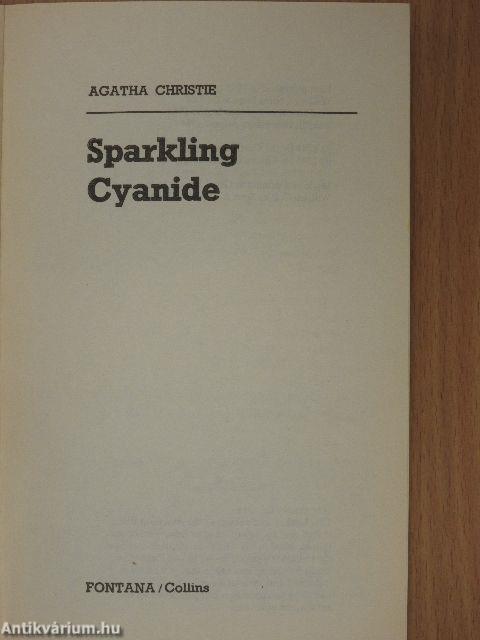 AGATHA CHRISTIE
Sparkling
Cyanide
FONTANA/Collins
Antikvárium.hu